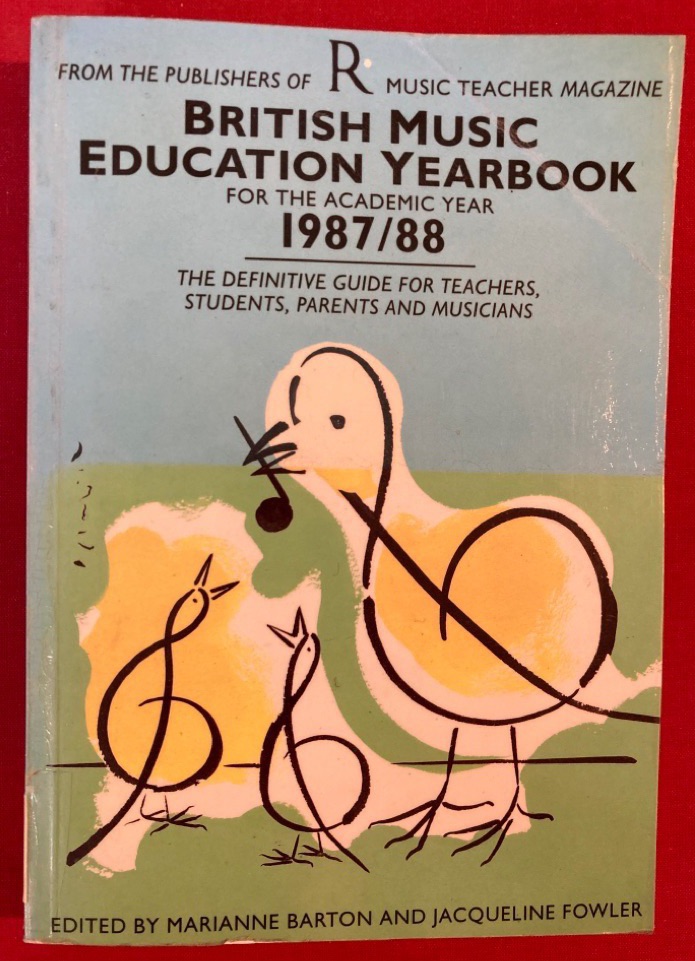 FROM THE PUBLISHERS OF R MUSIC TEACHER MAGAZINE
BRITISH MUSIC
EDUCATION YEARBOOK
FOR THE ACADEMIC YEAR
1987/88
THE DEFINITIVE GUIDE FOR TEACHERS,
STUDENTS, PARENTS AND MUSICIANS
EDITED BY MARIANNE BARTON AND JACQUELINE FOWLER